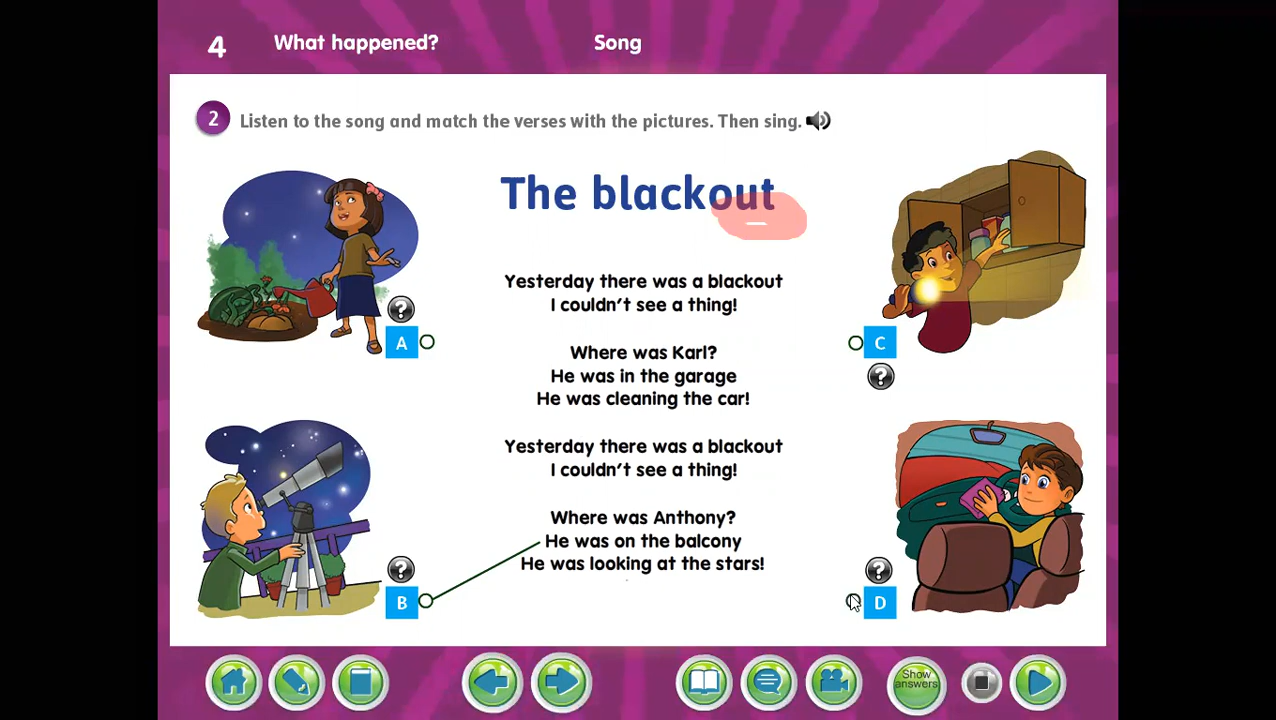 4 What happened? Song
2 Listen to the song and match the verses with the pictures. Then sing.
The blackout
Yesterday there was a blackout
I couldn't see a thing!
Where was Karl?
He was in the garage
He was cleaning the car!
Yesterday there was a blackout
I couldn't see a thing!
Where was Anthony?
He was on the balcony
He was looking at the stars!
?
A
C
?
?
B
?
D
Show
answers